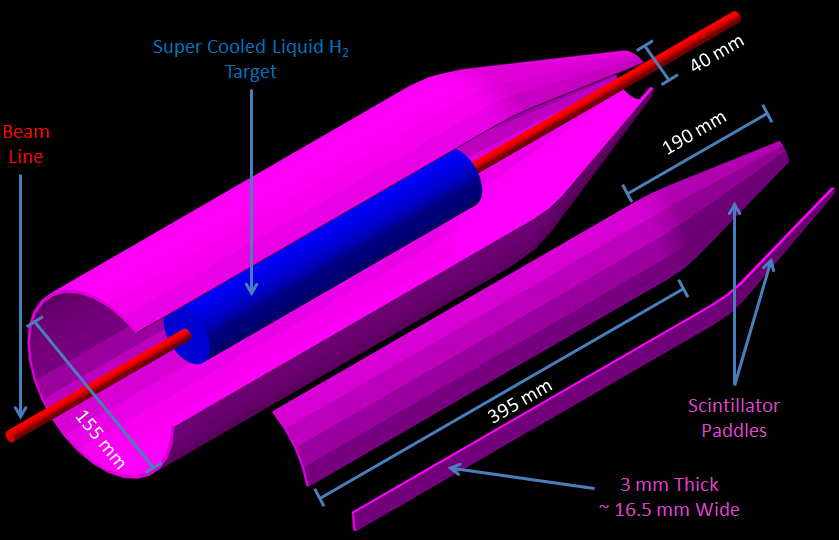 Super Cooled Liquid H₂
Target
Beam
Line
40 mm
190 mm
155 mm
395 mm
Scintillator
Paddles
3 mm Thick
~ 16.5 mm Wide